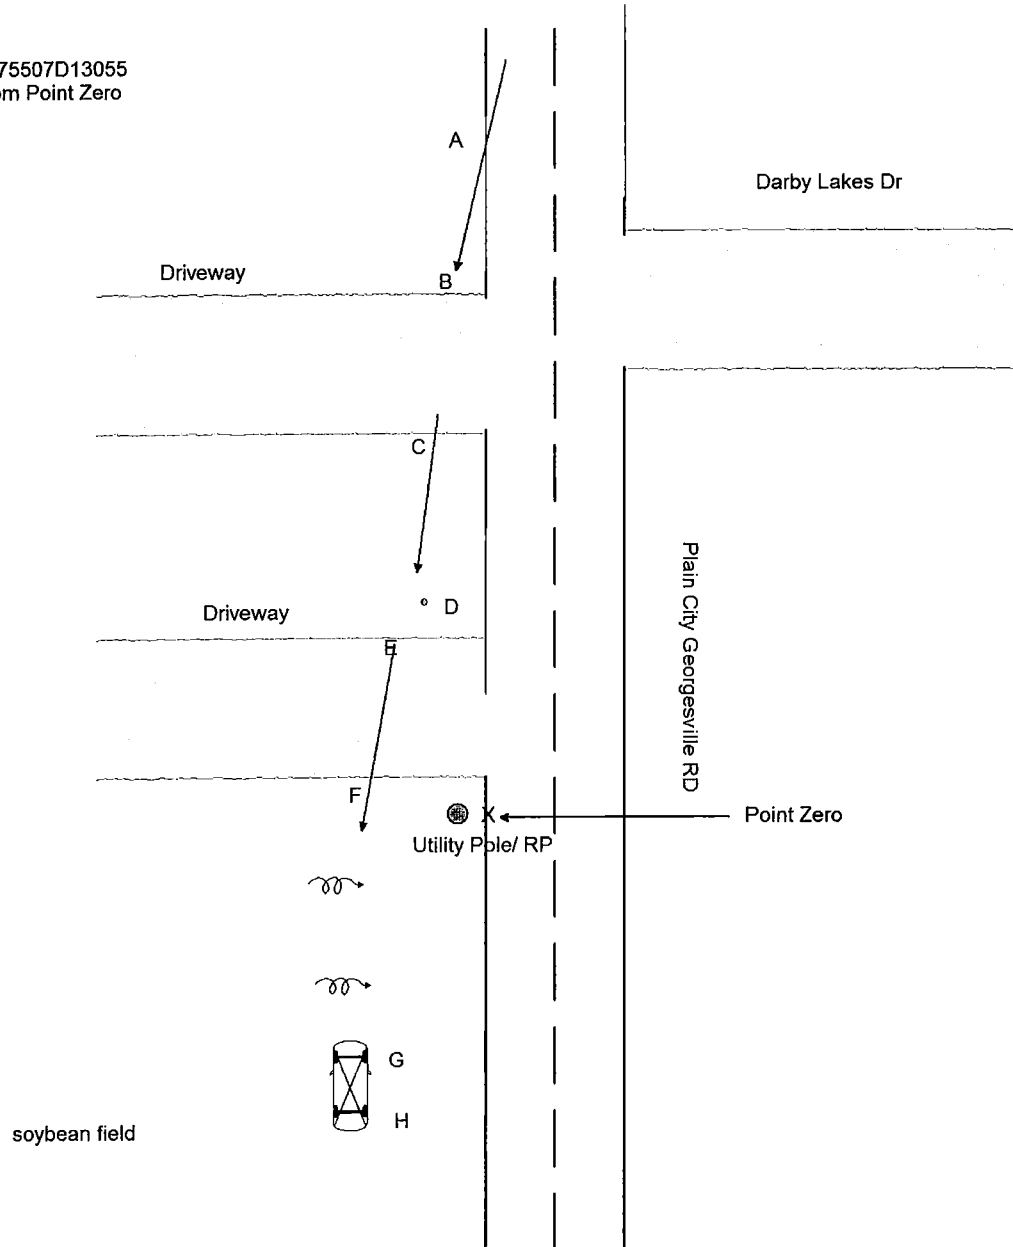 75507D13055
om Point Zero
A
Darby Lakes Dr
Driveway
B
C
Plain City Georgesville RD
D
Driveway
E
F
X
Point Zero
Utility Pole/ RP
G
H
soybean field